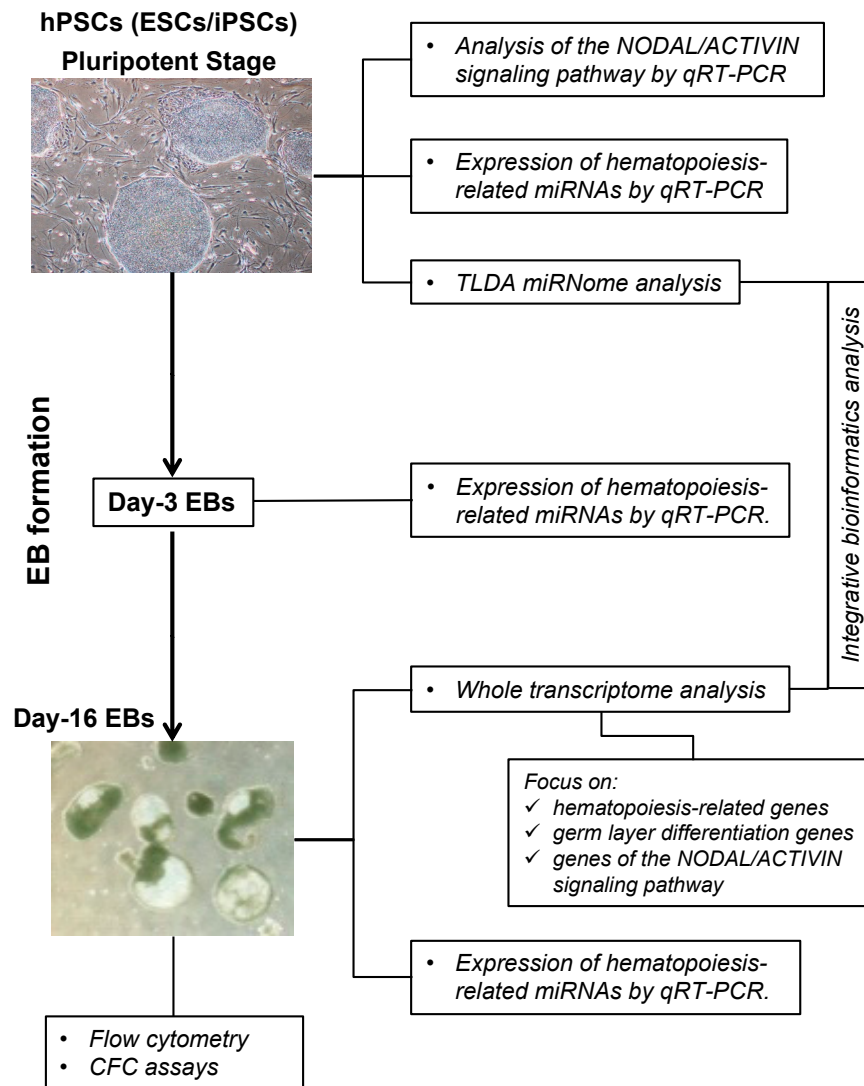 hPSCs (ESCs/iPSCs)
Pluripotent Stage
• Analysis of the NODAL/ACTIVIN
signaling pathway by qRT-PCR
• Expression of hematopoiesis-
related miRNAs by qRT-PCR
• TLDA miRNome analysis
Integrative bioinformatics analysis
EB formation
Day-3 EBs
• Expression of hematopoiesis-
related miRNAs by qRT-PCR.
Day-16 EBs
• Whole transcriptome analysis
Focus on:
✓ hematopoiesis-related genes
✓ germ layer differentiation genes
✓ genes of the NODAL/ACTIVIN
signaling pathway
• Expression of hematopoiesis-
related miRNAs by qRT-PCR.
• Flow cytometry
• CFC assays